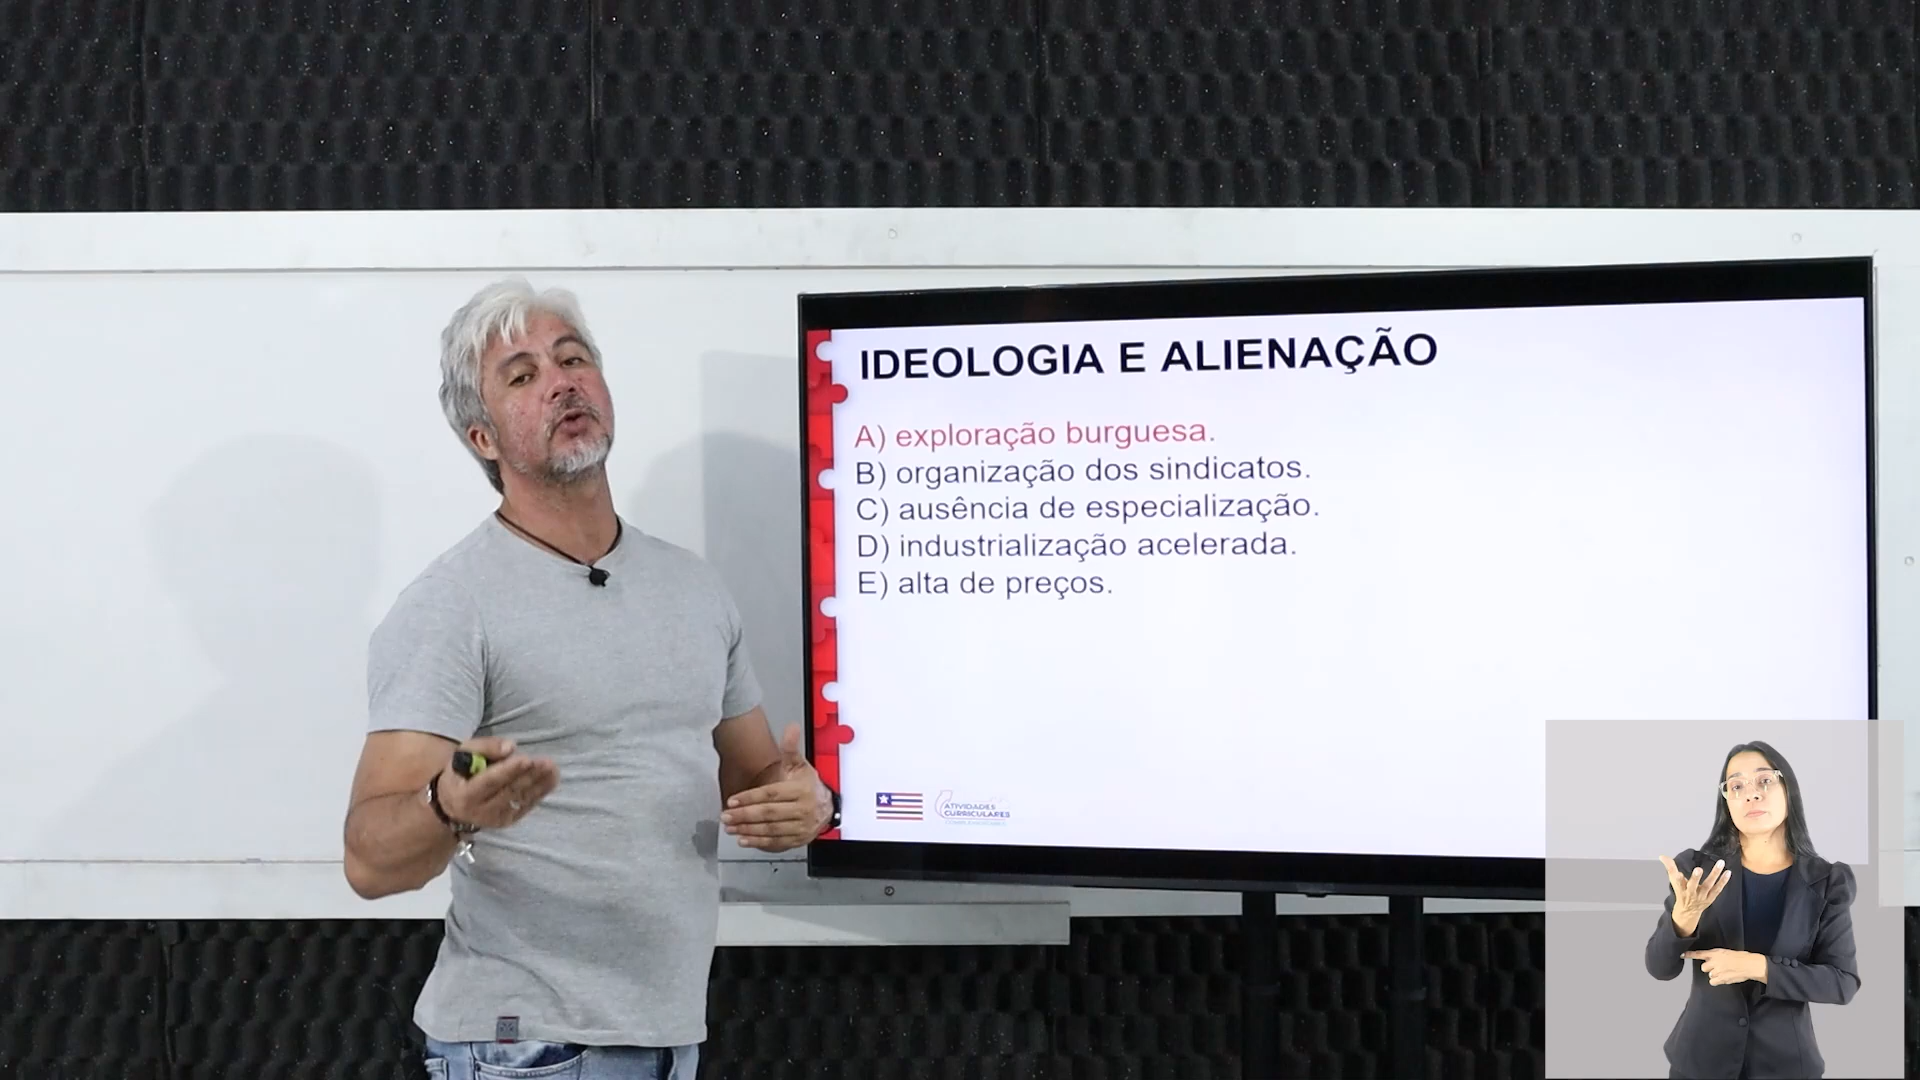 IDEOLOGIA E ALIENAÇÃO
A) exploração burguesa.
B) organização dos sindicatos.
C) ausência de especialização.
D) industrialização acelerada.
E) alta de preços.
ATIVIDADES
CURRICULARES